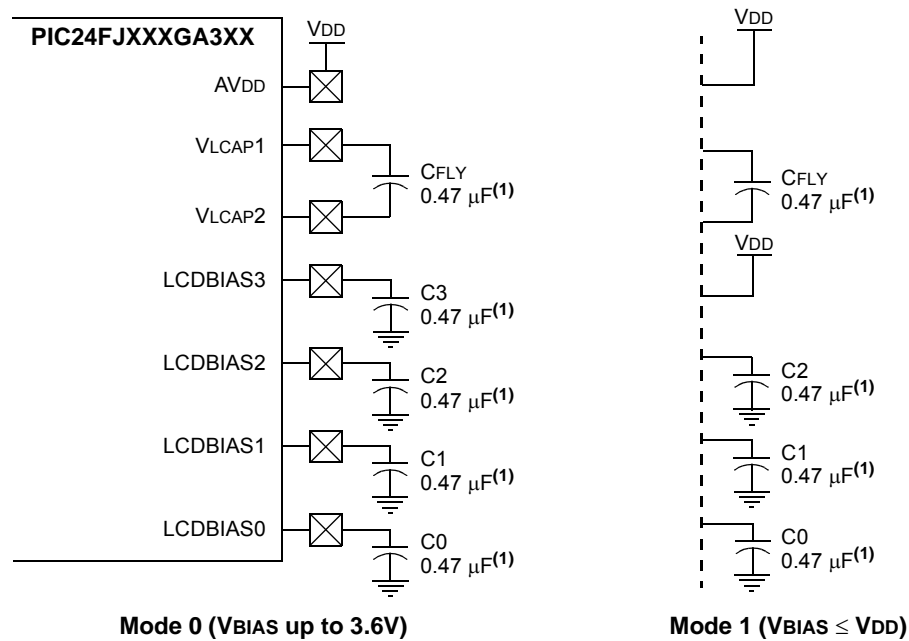 PIC24FJXXXGA3XX
VDD
AVDD
VLCAP1
CFLY
0.47 μF(1)
VLCAP2
LCDBIAS3
C3
0.47 μF(1)
LCDBIAS2
C2
0.47 μF(1)
LCDBIAS1
C1
0.47 μF(1)
LCDBIAS0
C0
0.47 μF(1)
Mode 0 (VBIAS up to 3.6V)
VDD
CFLY
0.47 μF(1)
VDD
C2
0.47 μF(1)
C1
0.47 μF(1)
C0
0.47 μF(1)
Mode 1 (VBIAS ≤ VDD)